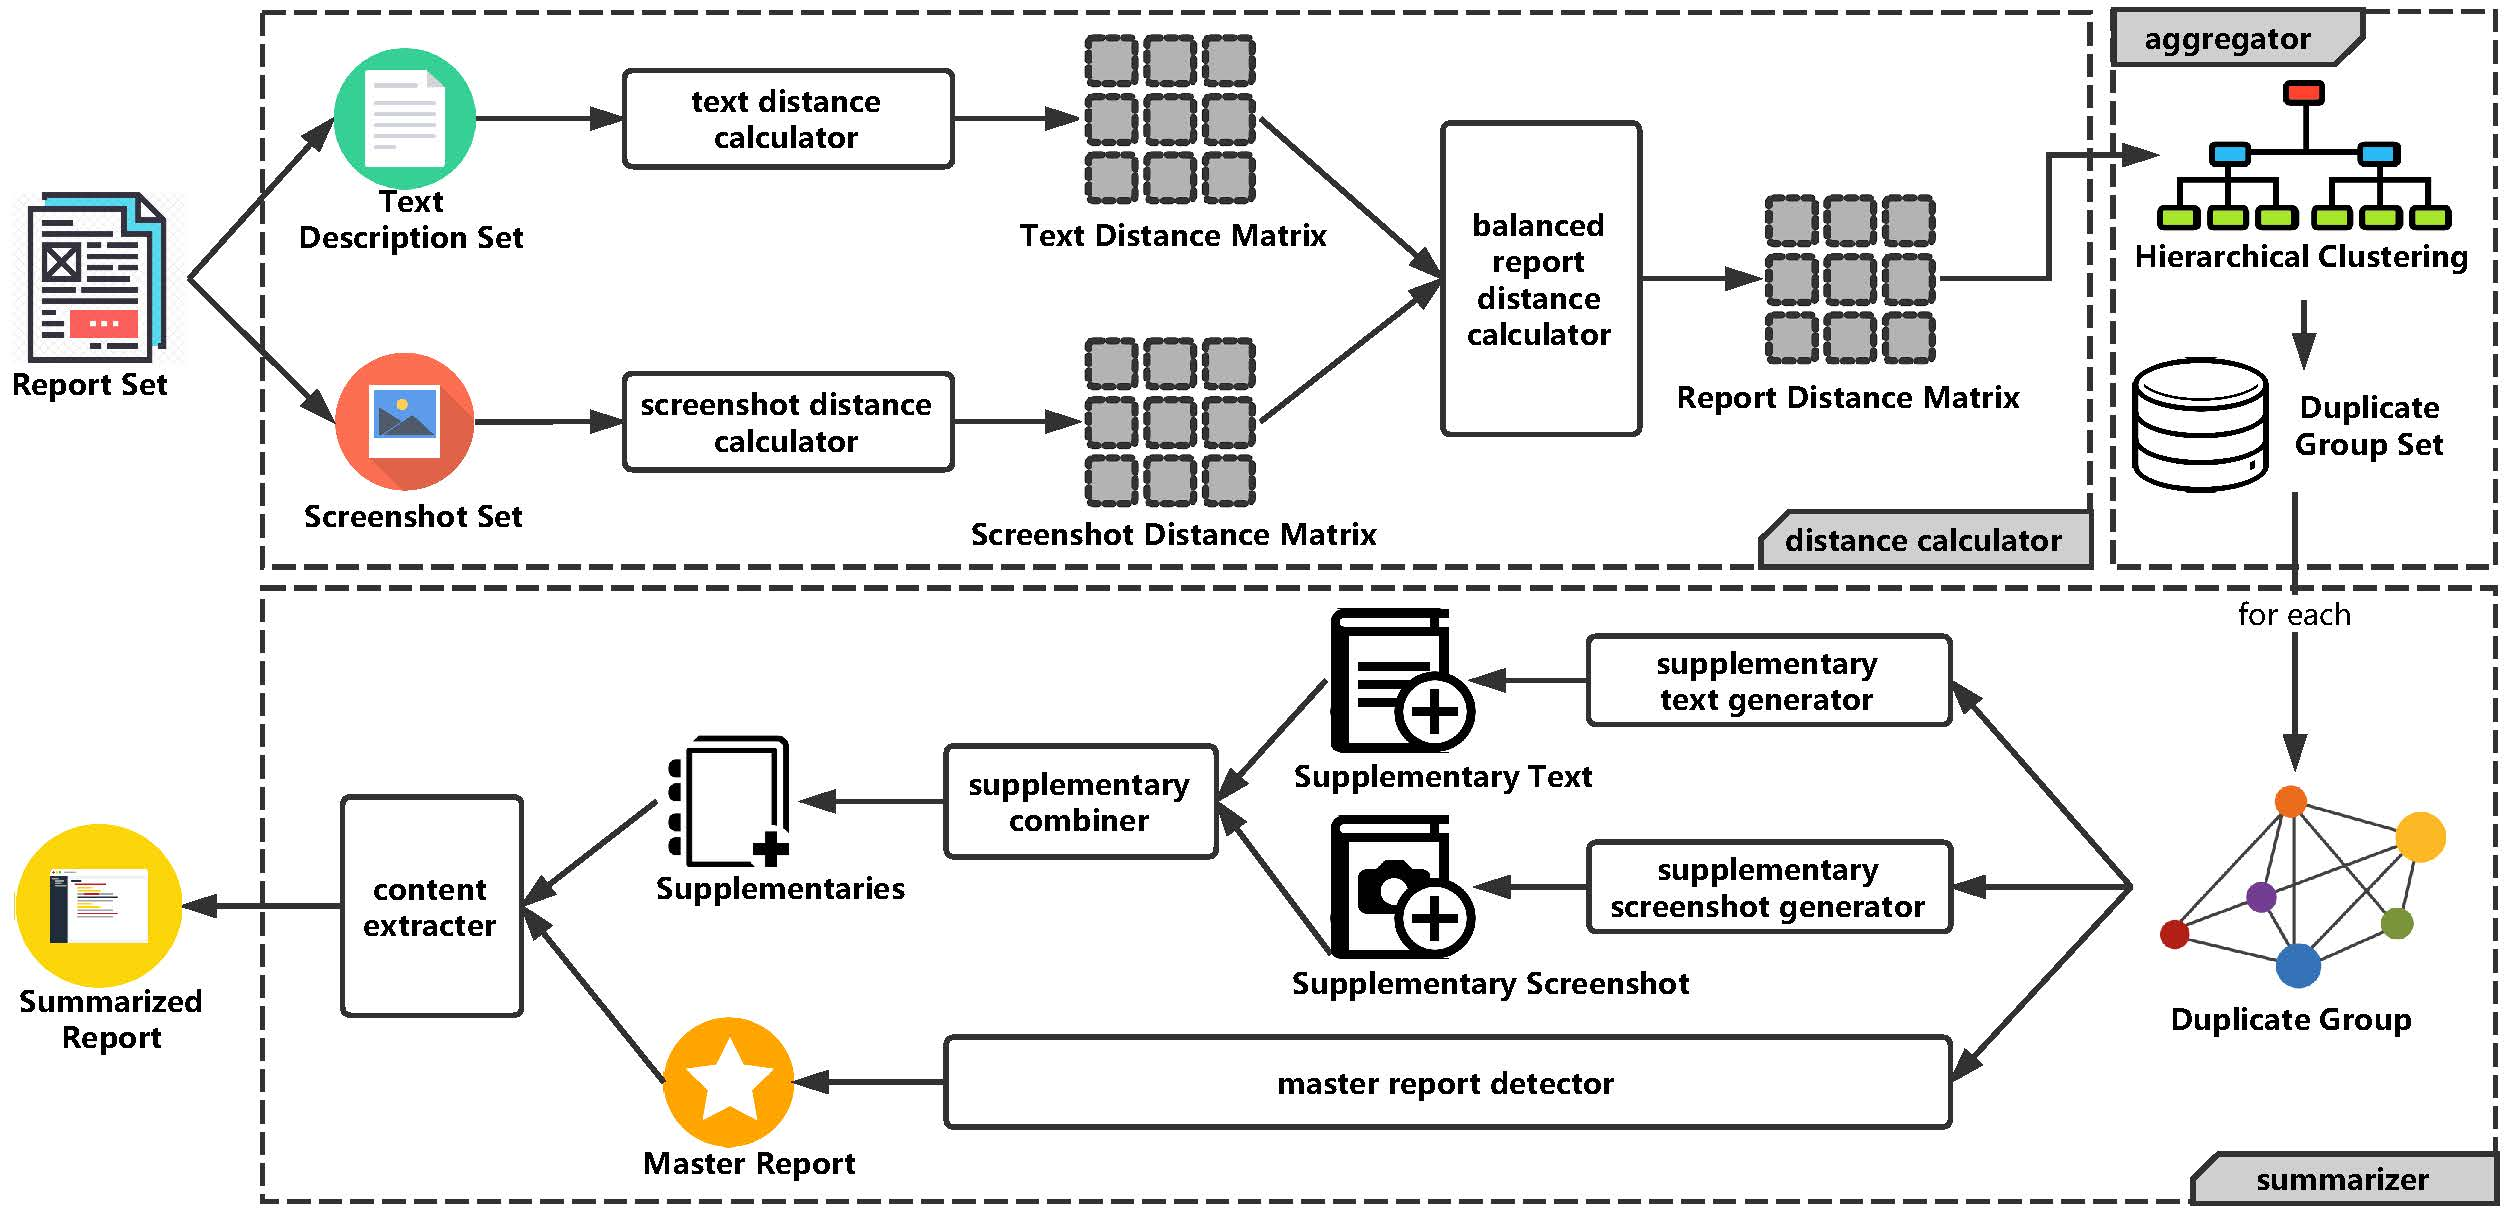 aggregator
text distance
calculator
Text
Description Set
Text Distance Matrix
balanced
report
distance
calculator
Hierarchical Clustering
Report Set
screenshot distance
calculator
Report Distance Matrix
Duplicate
Group Set
Screenshot Set
Screenshot Distance Matrix
distance calculator
for each
supplementary
text generator
Supplementary Text
supplementary
combiner
Supplementaries
supplementary
screenshot generator
Supplementary Screenshot
content
extracter
Summarized
Report
Duplicate Group
master report detector
Master Report
summarizer